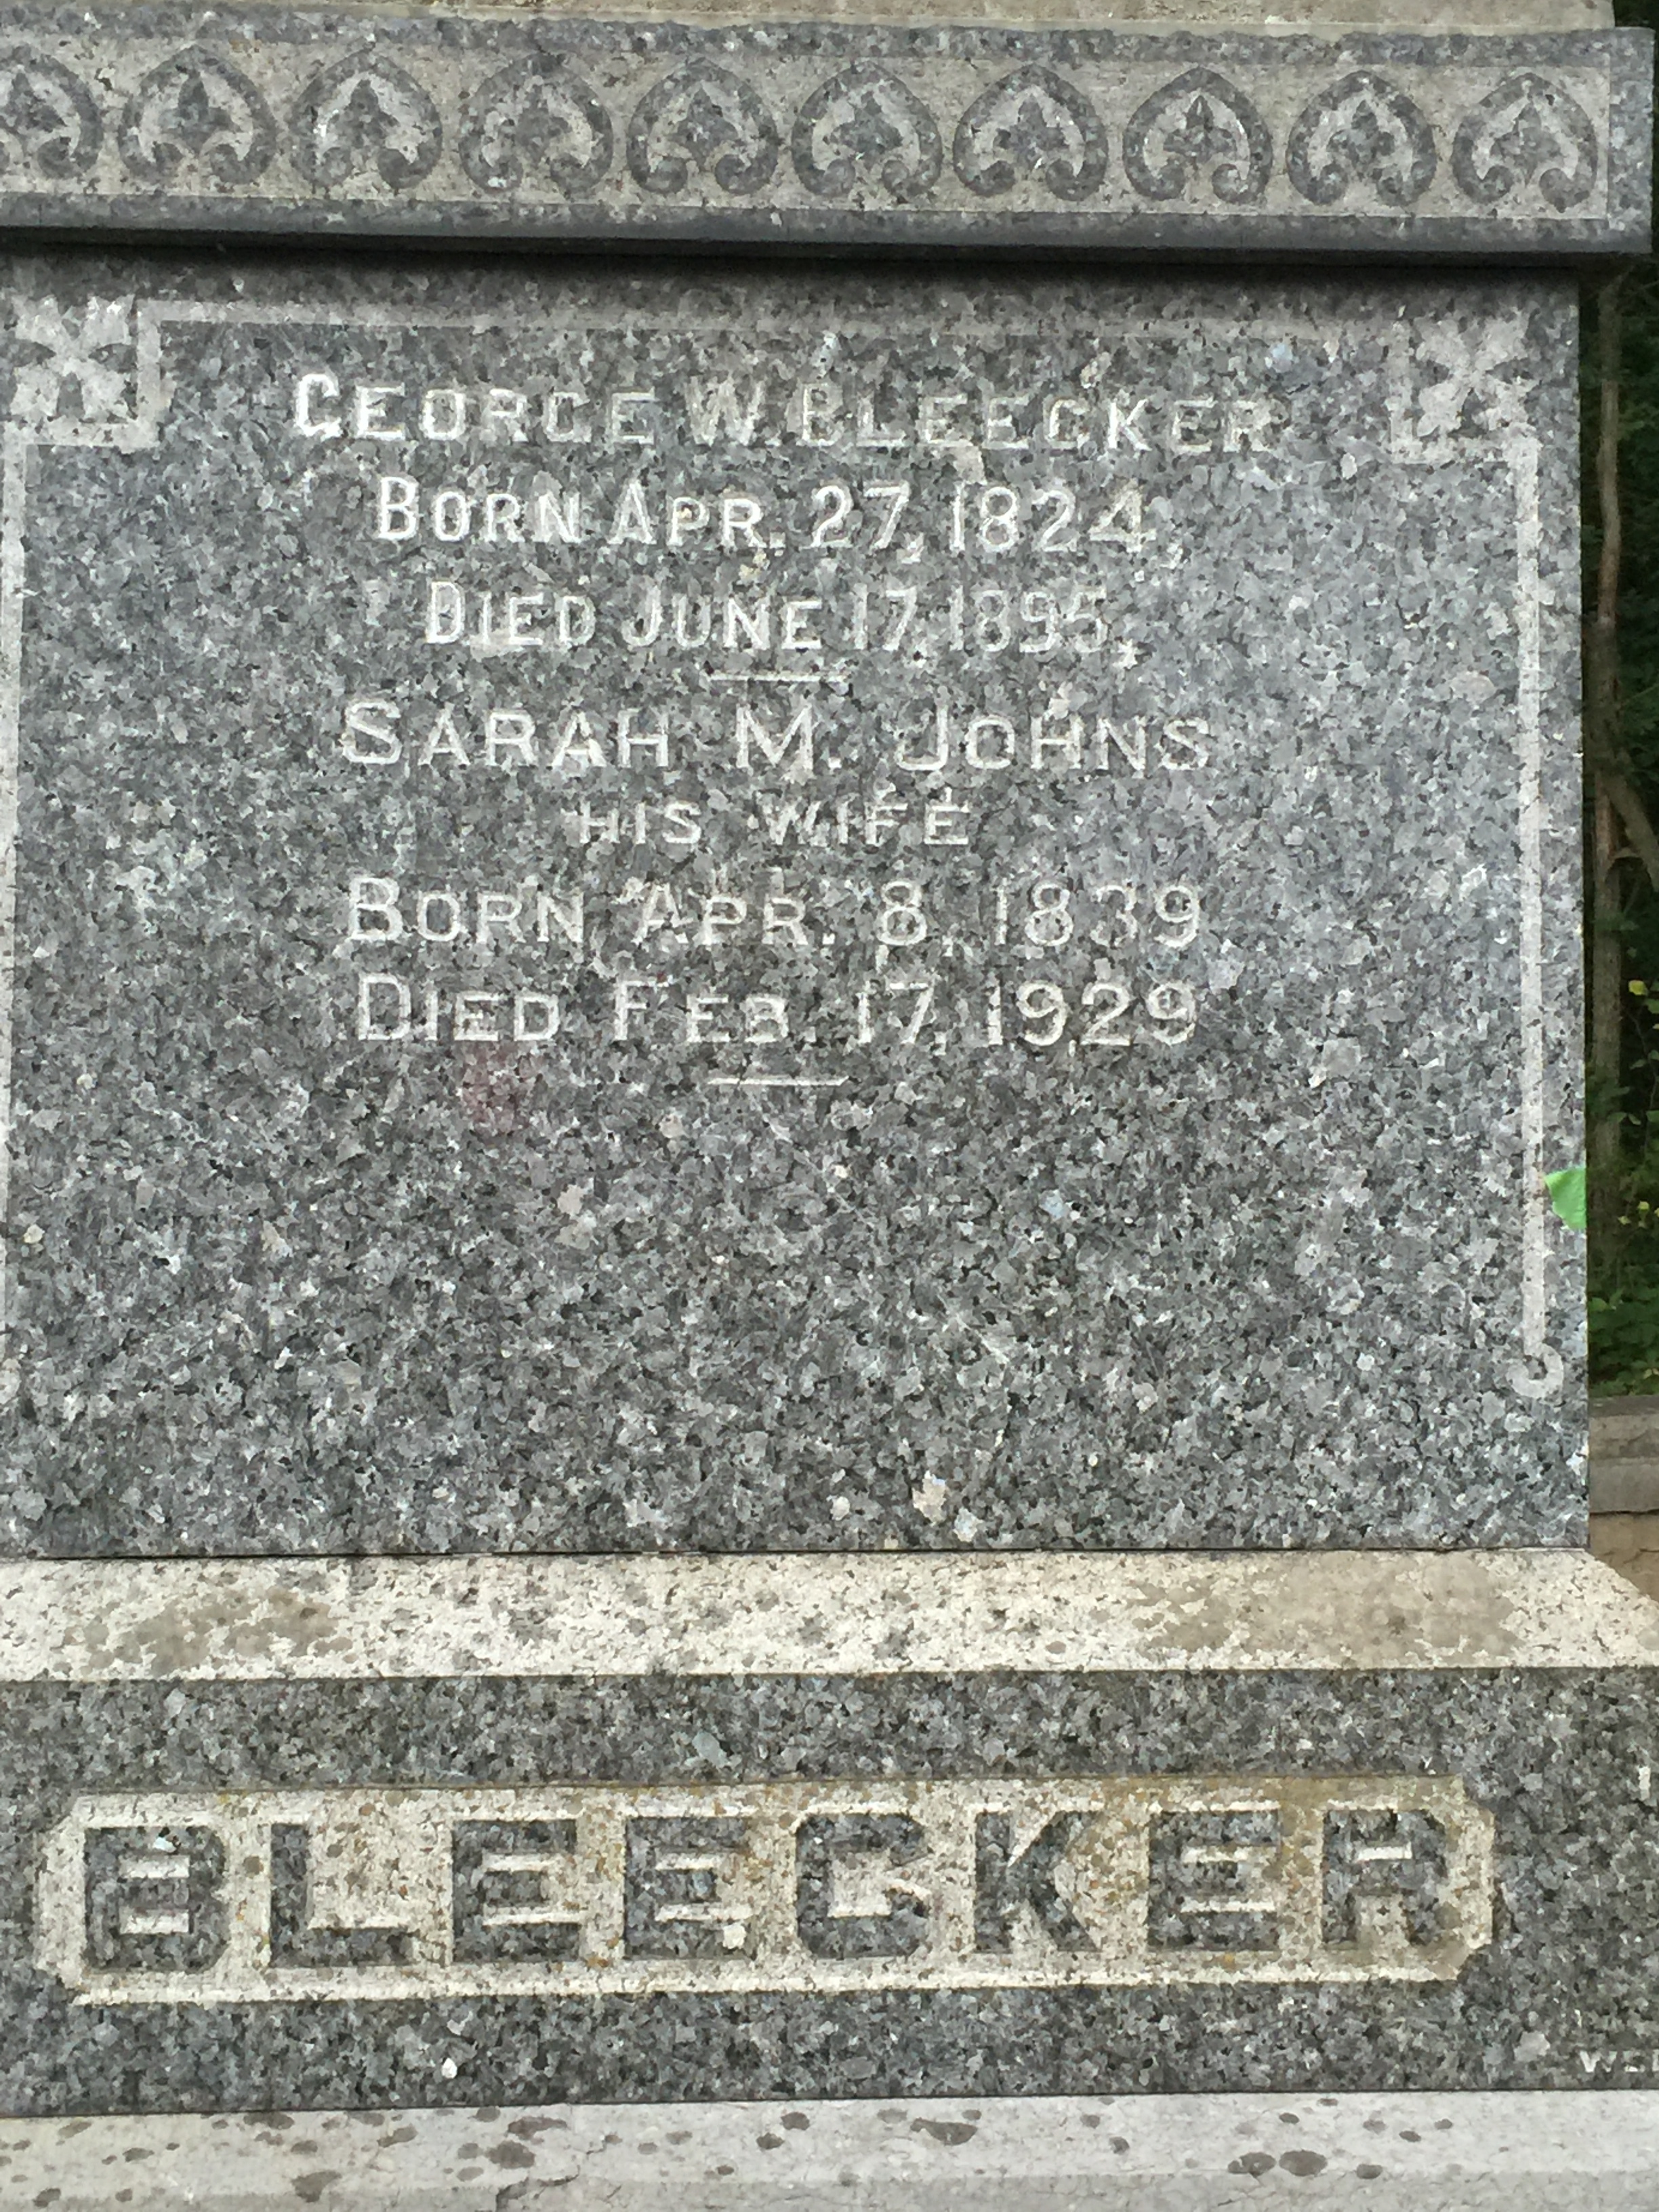 GEORGE W. BLEECKER
BORN APR. 27, 1824,
DIED JUNE 17, 1895,
SARAH M. JOHNS
HIS WIFE
BORN APR. 8, 1839
DIED FEB. 17, 1929
BLEECKER